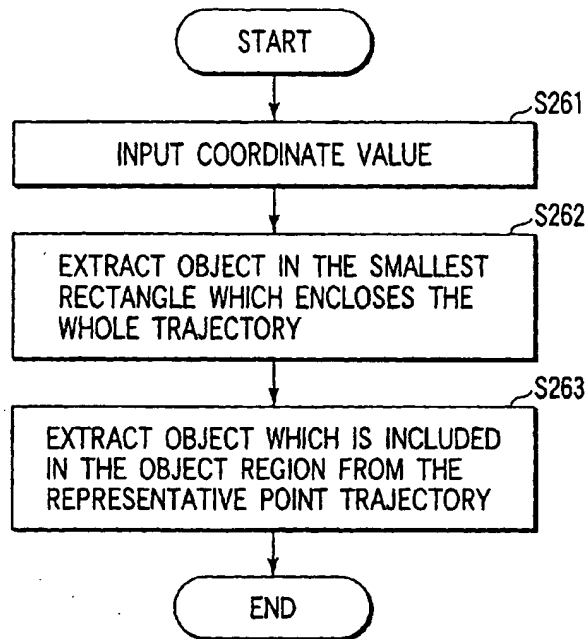 START
S261
INPUT COORDINATE VALUE
S262
EXTRACT OBJECT IN THE SMALLEST
RECTANGLE WHICH ENCLOSES THE
WHOLE TRAJECTORY
S263
EXTRACT OBJECT WHICH IS INCLUDED
IN THE OBJECT REGION FROM THE
REPRESENTATIVE POINT TRAJECTORY
END